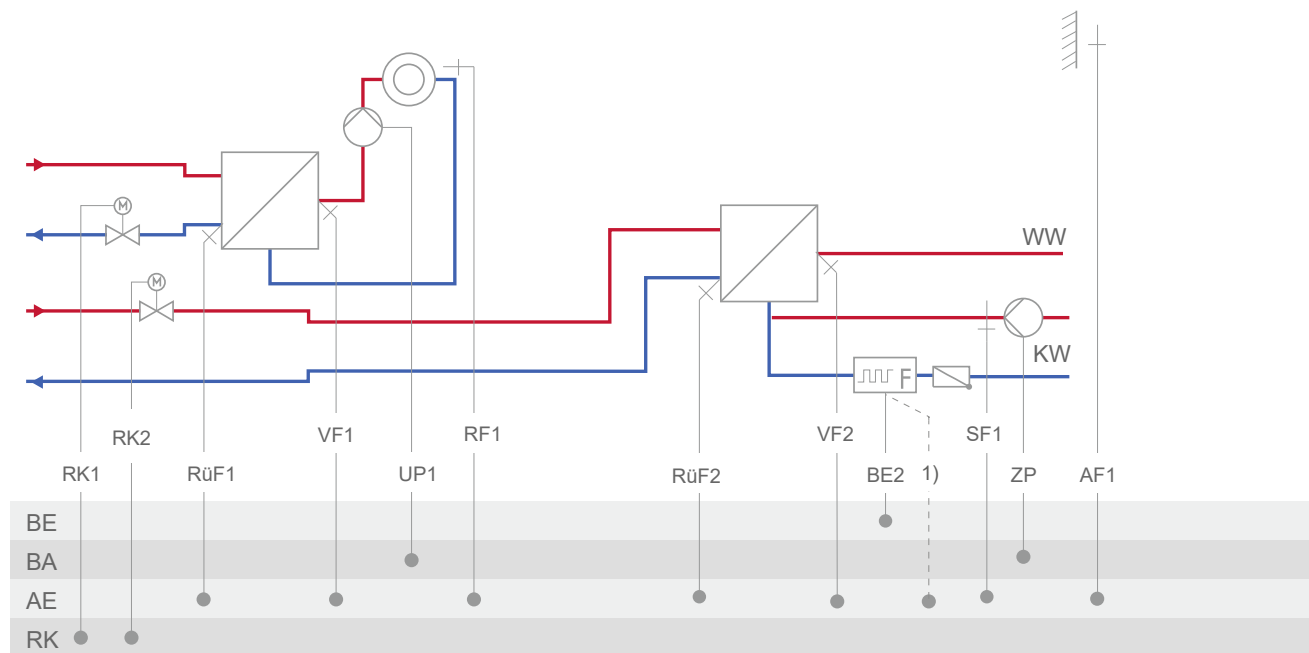 M
M
WW
F
KW
RK2
VF1
RF1
VF2
SF1
RK1
RüF1
UP1
RüF2
BE2
1)
ZP
AF1
BE
BA
AE
RK